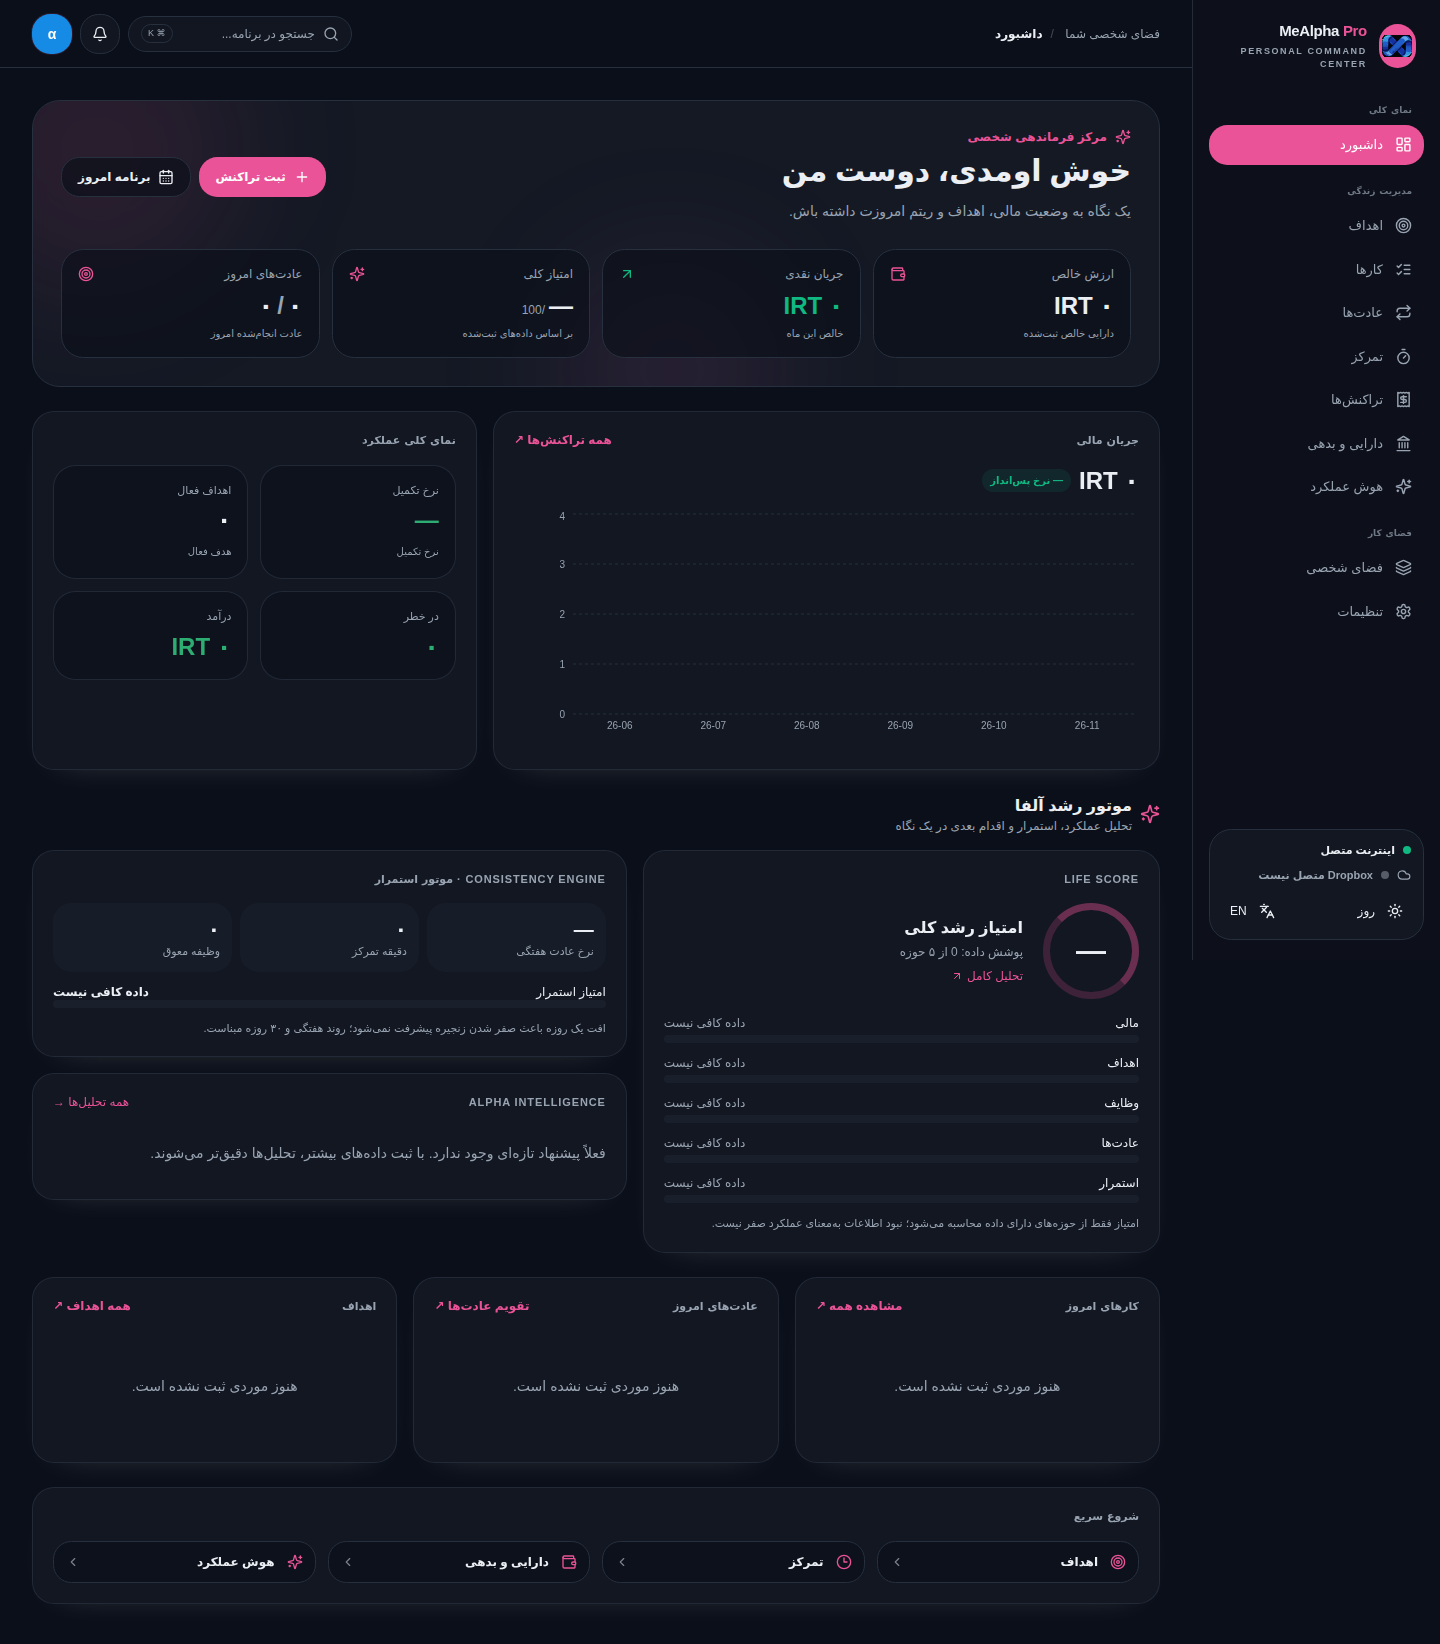 MeAlpha Pro
PERSONAL COMMAND
CENTER
نمای کلی
داشبورد
مدیریت زندگی
اهداف
کارها
عادت‌ها
تمرکز
تراکنش‌ها
دارایی و بدهی
هوش عملکرد
فضای کار
فضای شخصی
تنظیمات
اینترنت متصل
Dropbox متصل نیست
روز
EN
فضای شخصی شما / داشبورد
جستجو در برنامه...
⌘ K
α
مرکز فرماندهی شخصی
خوش اومدی، دوست من
یک نگاه به وضعیت مالی، اهداف و ریتم امروزت داشته باش.
ثبت تراکنش
برنامه امروز
ارزش خالص
۰ IRT
دارایی خالص ثبت‌شده
جریان نقدی
۰ IRT
خالص این ماه
امتیاز کلی
— /100
بر اساس داده‌های ثبت‌شده
عادت‌های امروز
۰ / ۰
عادت انجام‌شده امروز
جریان مالی
همه تراکنش‌ها ↗
۰ IRT
— نرخ پس‌انداز
4
3
2
1
0
26-06 26-07 26-08 26-09 26-10 26-11
نمای کلی عملکرد
نرخ تکمیل
—
نرخ تکمیل
اهداف فعال
۰
هدف فعال
در خطر
۰
درآمد
۰ IRT
موتور رشد آلفا
تحلیل عملکرد، استمرار و اقدام بعدی در یک نگاه
LIFE SCORE
—
امتیاز رشد کلی
پوشش داده: 0 از ۵ حوزه
تحلیل کامل
مالی
داده کافی نیست
اهداف
داده کافی نیست
وظایف
داده کافی نیست
عادت‌ها
داده کافی نیست
استمرار
داده کافی نیست
امتیاز فقط از حوزه‌های دارای داده محاسبه می‌شود؛ نبود اطلاعات به‌معنای عملکرد صفر نیست.
CONSISTENCY ENGINE · موتور استمرار
—
نرخ عادت هفتگی
۰
دقیقه تمرکز
۰
وظیفه معوق
امتیاز استمرار
داده کافی نیست
افت یک روزه باعث صفر شدن زنجیره پیشرفت نمی‌شود؛ روند هفتگی و ۳۰ روزه مبناست.
ALPHA INTELLIGENCE
همه تحلیل‌ها →
فعلاً پیشنهاد تازه‌ای وجود ندارد. با ثبت داده‌های بیشتر، تحلیل‌ها دقیق‌تر می‌شوند.
کارهای امروز
مشاهده همه ↗
هنوز موردی ثبت نشده است.
عادت‌های امروز
تقویم عادت‌ها ↗
هنوز موردی ثبت نشده است.
اهداف
همه اهداف ↗
هنوز موردی ثبت نشده است.
شروع سریع
اهداف
تمرکز
دارایی و بدهی
هوش عملکرد